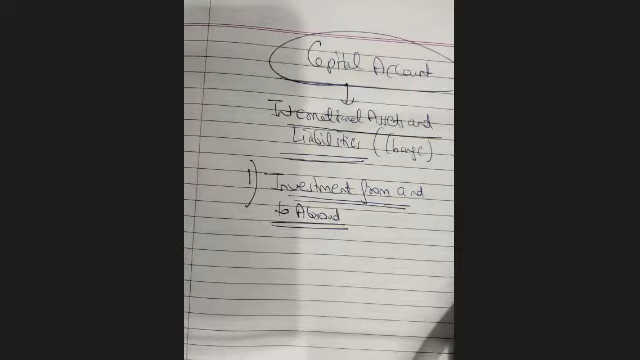 Capital Account
International Assets and
Liabilities (Change)
1) Investment from and
to Abroad